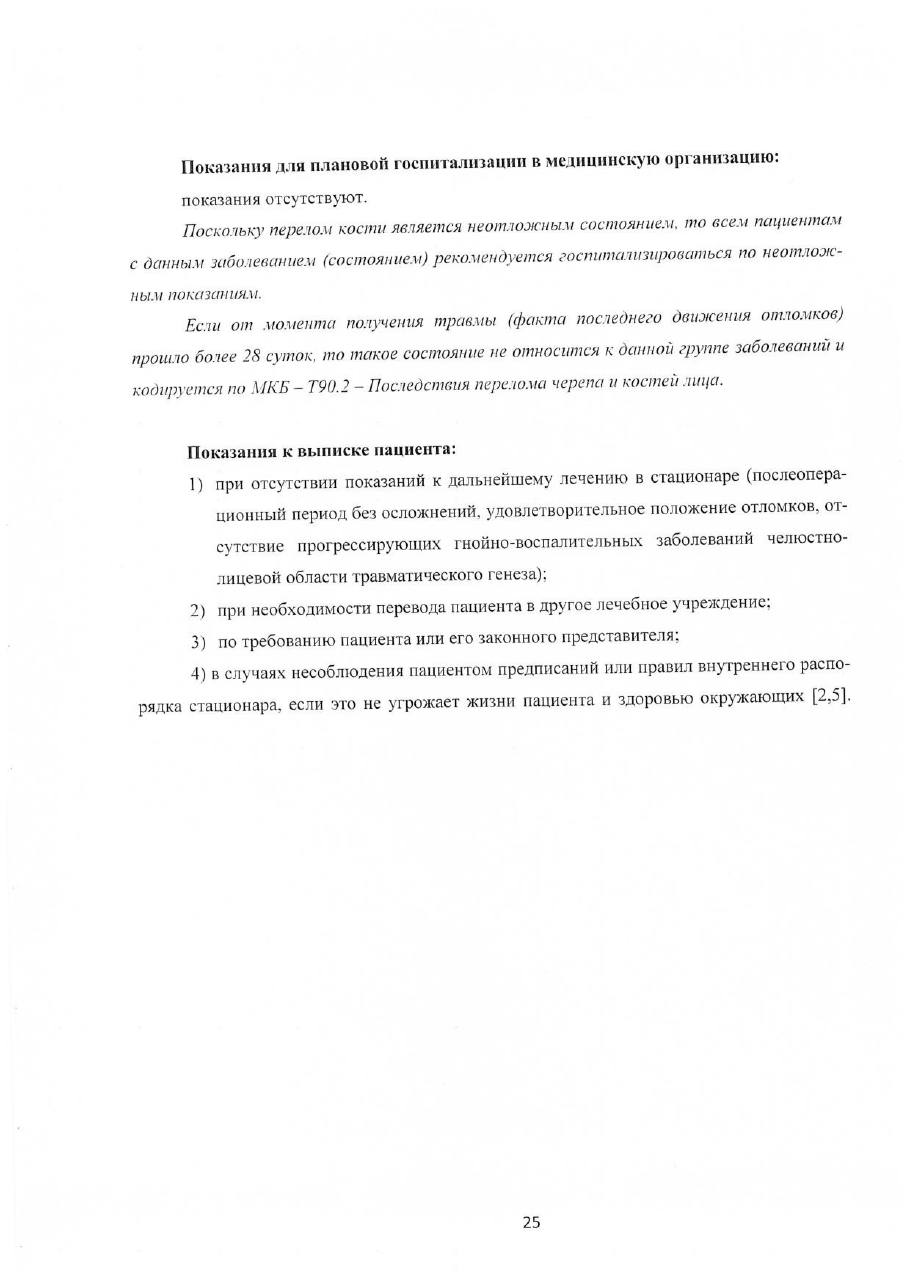 Показания для плановой госпитализации в медицинскую организацию:
показания отсутствуют.
Поскольку перелом кости является неотложным состоянием, то всем пациентам
с данным заболеванием (состоянием) рекомендуется госпитализироваться по неотлож-
ным показаниям.
Если от момента получения травмы (факта последнего движения отломков)
прошло более 28 суток, то такое состояние не относится к данной группе заболеваний и
кодируется по МКБ – Т90.2 – Последствия перелома черепа и костей лица.
Показания к выписке пациента:
1) при отсутствии показаний к дальнейшему лечению в стационаре (послеопера-
ционный период без осложнений, удовлетворительное положение отломков, от-
сутствие прогрессирующих гнойно-воспалительных заболеваний челюстно-
лицевой области травматического генеза);
2) при необходимости перевода пациента в другое лечебное учреждение;
3) по требованию пациента или его законного представителя;
4) в случаях несоблюдения пациентом предписаний или правил внутреннего распо-
рядка стационара, если это не угрожает жизни пациента и здоровью окружающих [2,5].
25